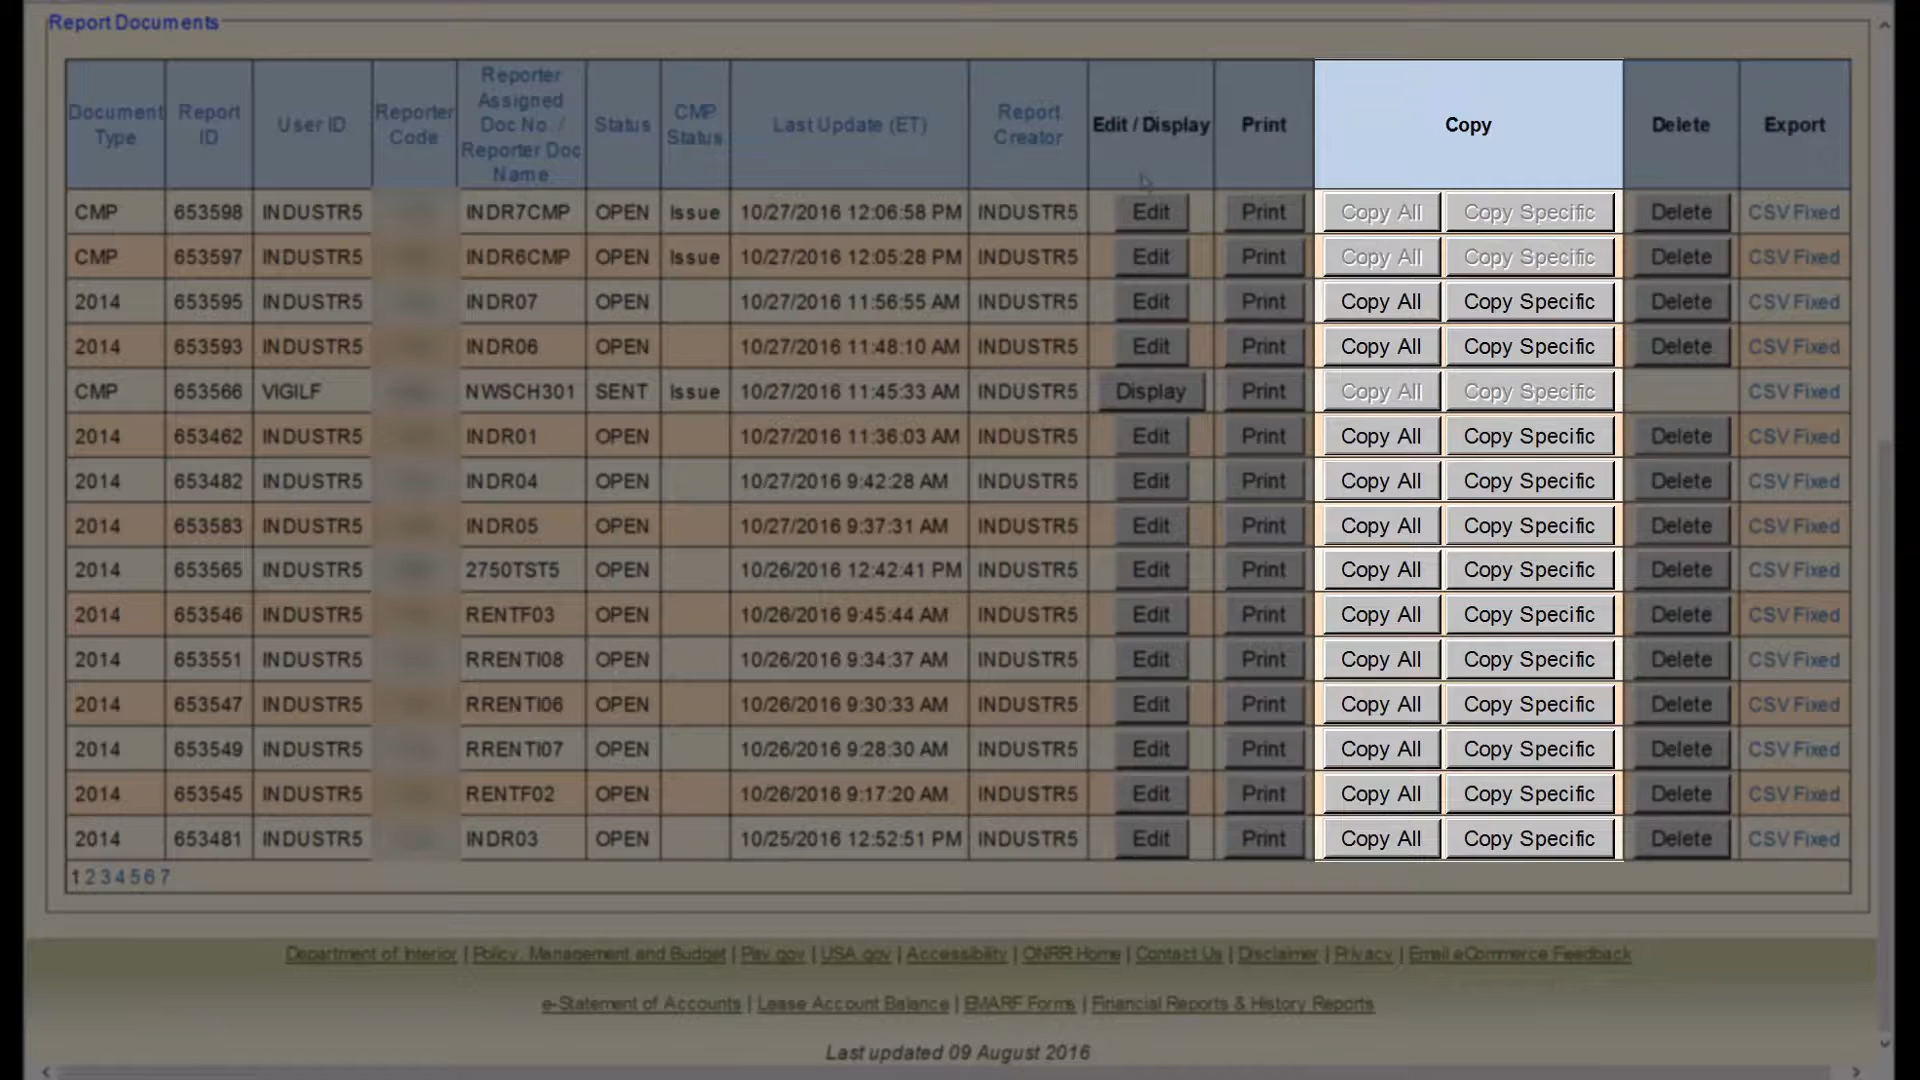 Report Documents
Document Type Report ID User ID Reporter Code Reporter Assigned Doc No. / Reporter Doc Name Status CMP Status Last Update (ET) Report Creator Edit / Display Print Copy Delete Export
CMP 653598 INDUSTR5 INDR7CMP OPEN Issue 10/27/2016 12:06:58 PM INDUSTR5 Edit Print Copy All Copy Specific Delete CSV Fixed
CMP 653597 INDUSTR5 INDR6CMP OPEN Issue 10/27/2016 12:05:28 PM INDUSTR5 Edit Print Copy All Copy Specific Delete CSV Fixed
2014 653595 INDUSTR5 INDR07 OPEN 10/27/2016 11:56:55 AM INDUSTR5 Edit Print Copy All Copy Specific Delete CSV Fixed
2014 653593 INDUSTR5 INDR06 OPEN 10/27/2016 11:48:10 AM INDUSTR5 Edit Print Copy All Copy Specific Delete CSV Fixed
CMP 653566 VIGILF NWSCH301 SENT Issue 10/27/2016 11:45:33 AM INDUSTR5 Display Print Copy All Copy Specific CSV Fixed
2014 653462 INDUSTR5 INDR01 OPEN 10/27/2016 11:36:03 AM INDUSTR5 Edit Print Copy All Copy Specific Delete CSV Fixed
2014 653482 INDUSTR5 INDR04 OPEN 10/27/2016 9:42:28 AM INDUSTR5 Edit Print Copy All Copy Specific Delete CSV Fixed
2014 653583 INDUSTR5 INDR05 OPEN 10/27/2016 9:37:31 AM INDUSTR5 Edit Print Copy All Copy Specific Delete CSV Fixed
2014 653565 INDUSTR5 2750TST5 OPEN 10/26/2016 12:42:41 PM INDUSTR5 Edit Print Copy All Copy Specific Delete CSV Fixed
2014 653546 INDUSTR5 RENTF03 OPEN 10/26/2016 9:45:44 AM INDUSTR5 Edit Print Copy All Copy Specific Delete CSV Fixed
2014 653551 INDUSTR5 RRENTI08 OPEN 10/26/2016 9:34:37 AM INDUSTR5 Edit Print Copy All Copy Specific Delete CSV Fixed
2014 653547 INDUSTR5 RRENTI06 OPEN 10/26/2016 9:30:33 AM INDUSTR5 Edit Print Copy All Copy Specific Delete CSV Fixed
2014 653549 INDUSTR5 RRENTI07 OPEN 10/26/2016 9:28:30 AM INDUSTR5 Edit Print Copy All Copy Specific Delete CSV Fixed
2014 653545 INDUSTR5 RENTF02 OPEN 10/26/2016 9:17:20 AM INDUSTR5 Edit Print Copy All Copy Specific Delete CSV Fixed
2014 653481 INDUSTR5 INDR03 OPEN 10/25/2016 12:52:51 PM INDUSTR5 Edit Print Copy All Copy Specific Delete CSV Fixed
1 2 3 4 5 6 7
Department of Interior | Policy, Management and Budget | Pay.gov | USA.gov | Accessibility | ONRR Home | Contact Us | Disclaimer | Privacy | Email eCommerce Feedback
e-Statement of Accounts | Lease Account Balance | EMARF Forms | Financial Reports & History Reports
Last updated 09 August 2016